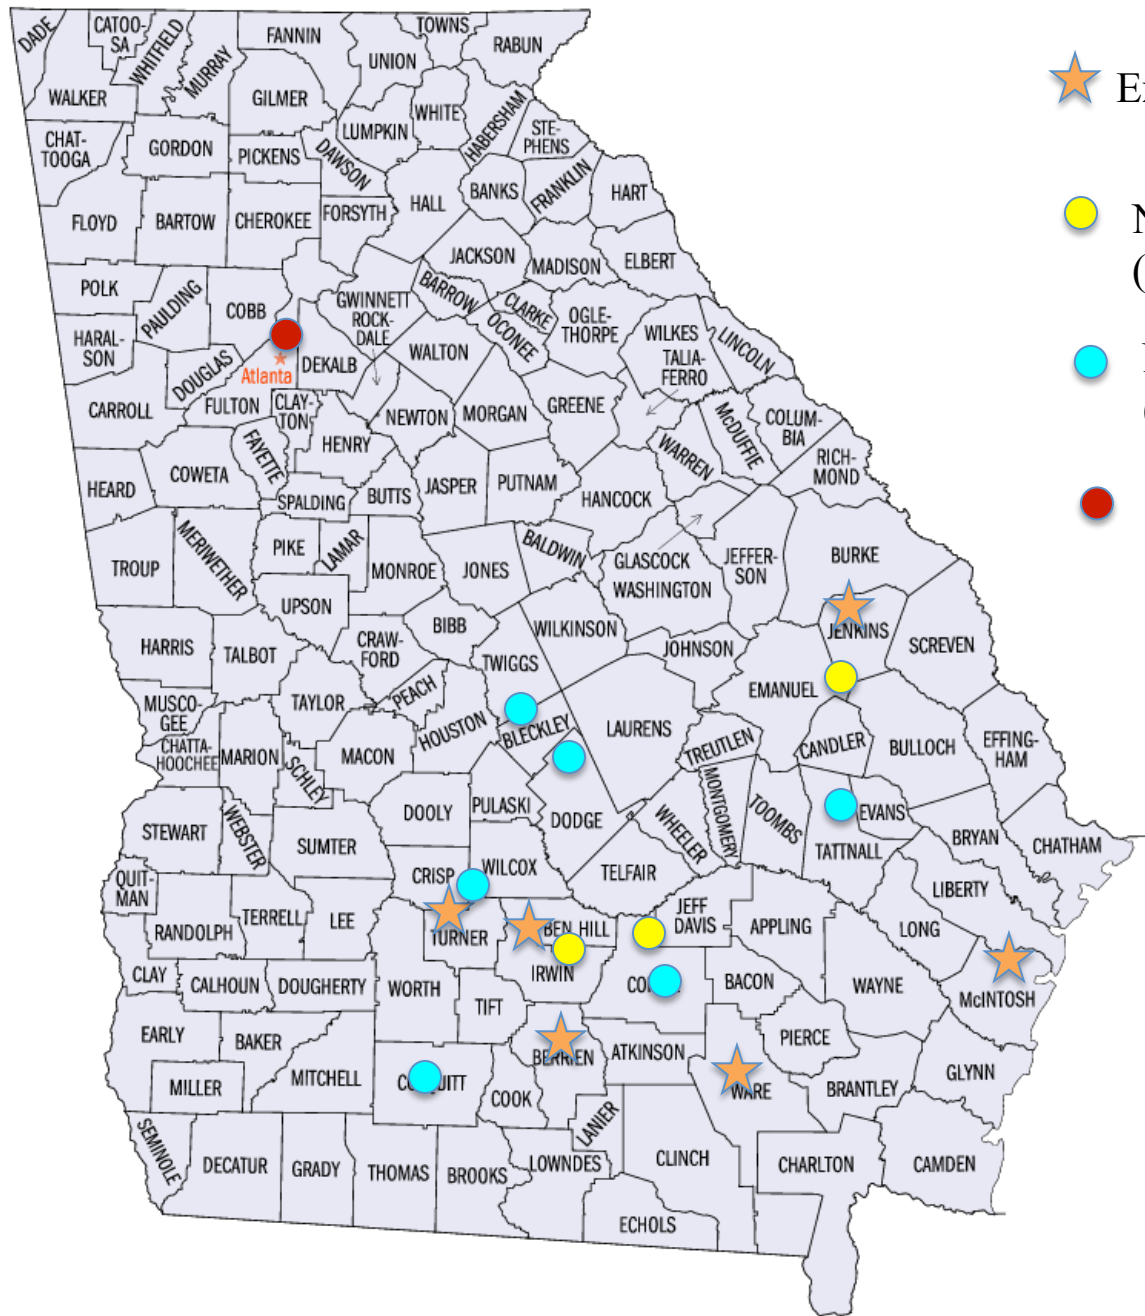 DADE
CATOO-
SA
WHITFIELD
MURRAY
FANNIN
UNION
TOWNS
RABUN
WALKER
GILMER
LUMPKIN
WHITE
HABERSHAM
STE-
PHENS
CHAT-
TOOGA
GORDON
PICKENS
DAWSON
BANKS
FRANKLIN
HART
FLOYD
BARTOW
CHEROKEE
FORSYTH
HALL
JACKSON
MADISON
ELBERT
POLK
PAULDING
COBB
GWINNETT
BARROW
CLARKE
OCONEE
OGLE-
THORPE
WILKES
LINCOLN
HARAL-
SON
DOUGLAS
Atlanta
DEKALB
ROCK-
DALE
WALTON
TALIA-
FERRO
CARROLL
FULTON
CLAY-
TON
HENRY
NEWTON
MORGAN
GREENE
WARREN
McDUFFIE
COLUM-
BIA
RICH-
MOND
HEARD
COWETA
FAYETTE
SPALDING
BUTTS
JASPER
PUTNAM
HANCOCK
GLASCOCK
JEFFER-
SON
BURKE
TROUP
MERIWETHER
PIKE
LAMAR
MONROE
JONES
BALDWIN
WASHINGTON
JENKINS
SCREVEN
HARRIS
TALBOT
UPSON
CRAW-
FORD
BIBB
TWIGGS
WILKINSON
JOHNSON
EMANUEL
MUSCO-
GEE
CHATTA-
HOOCHEE
MARION
TAYLOR
PEACH
HOUSTON
BLECKLEY
LAURENS
TREUTLEN
CANDLER
BULLOCH
EFFING-
HAM
SCHLEY
MACON
DOOLY
PULASKI
DODGE
WHEELER
MONTGOMERY
TOOMBS
TATTNALL
EVANS
BRYAN
CHATHAM
STEWART
WEBSTER
SUMTER
CRISP
WILCOX
TELFAIR
LIBERTY
QUIT-
MAN
RANDOLPH
TERRELL
LEE
TURNER
BEN HILL
JEFF
DAVIS
APPLING
LONG
CLAY
CALHOUN
DOUGHERTY
WORTH
TIFT
IRWIN
BACON
WAYNE
McINTOSH
EARLY
BAKER
MITCHELL
BERRIEN
ATKINSON
PIERCE
MILLER
COOK
LANIER
WARE
BRANTLEY
GLYNN
SEMINOLE
DECATUR
GRADY
THOMAS
BROOKS
LOWNDES
ECHOLS
CLINCH
CHARLTON
CAMDEN